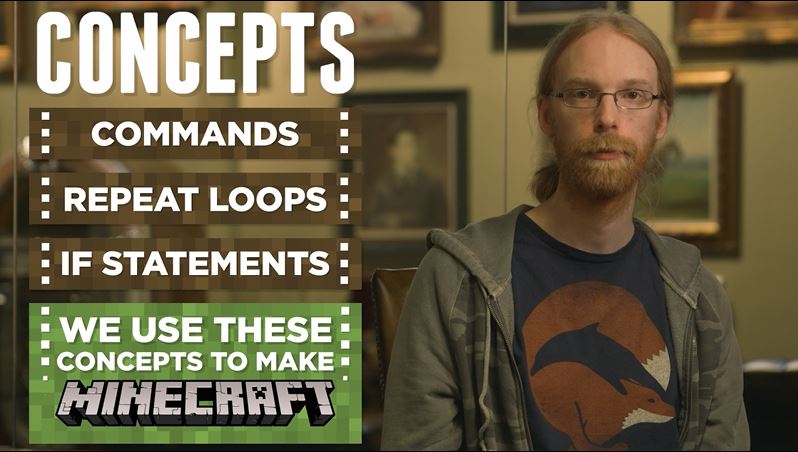 CONCEPTS
COMMANDS
REPEAT LOOPS
IF STATEMENTS
WE USE THESE
CONCEPTS TO MAKE
MINECRAFT